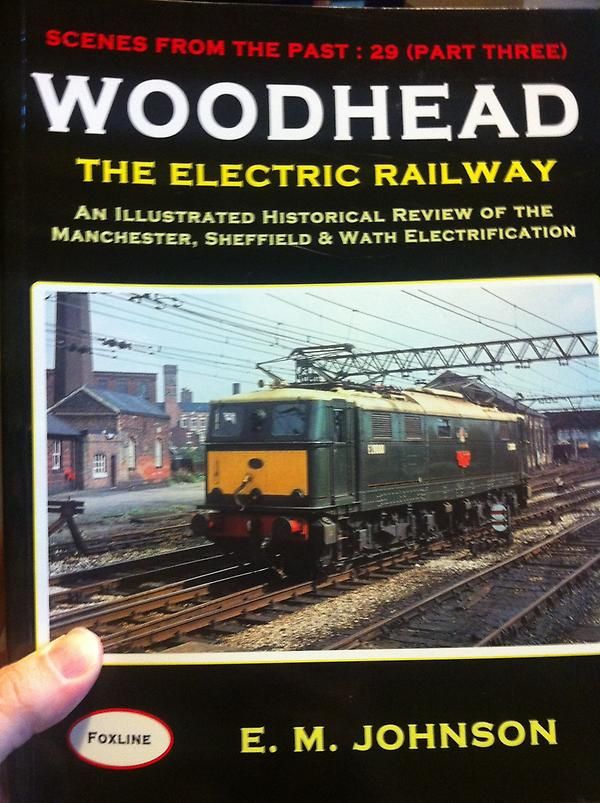 SCENES FROM THE PAST : 29 (PART THREE)
WOODHEAD
THE ELECTRIC RAILWAY
AN ILLUSTRATED HISTORICAL REVIEW OF THE
MANCHESTER, SHEFFIELD & WATH ELECTRIFICATION
FOXLINE
E. M. JOHNSON